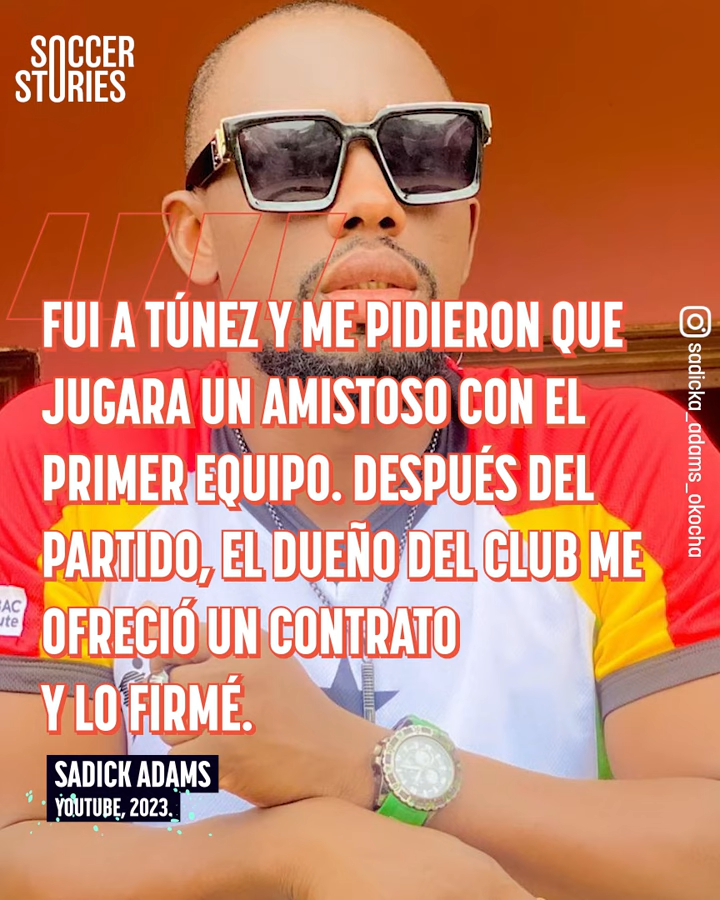 SOCCER
STORIES
FUI A TÚNEZ Y ME PIDIERON QUE
JUGARA UN AMISTOSO CON EL
PRIMER EQUIPO. DESPUÉS DEL
PARTIDO, EL DUEÑO DEL CLUB ME
OFRECIÓ UN CONTRATO
Y LO FIRMÉ.
SADICK ADAMS
YOUTUBE, 2023.
sadicka_adams_okocha